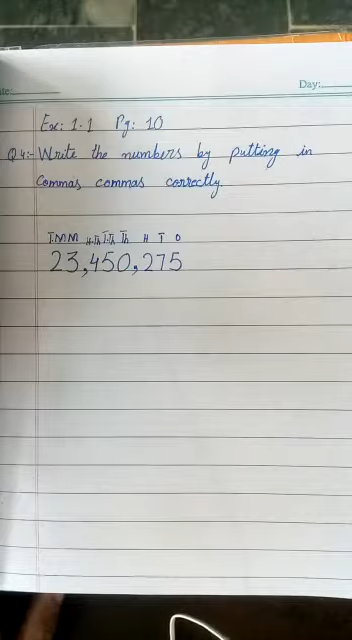 ate:
Day:
Ex: 1.1 Pg: 10
Q4:- Write the numbers by putting in
Commas commas correctly.
T.M M H.Th T.Th Th H T O
23,450,275